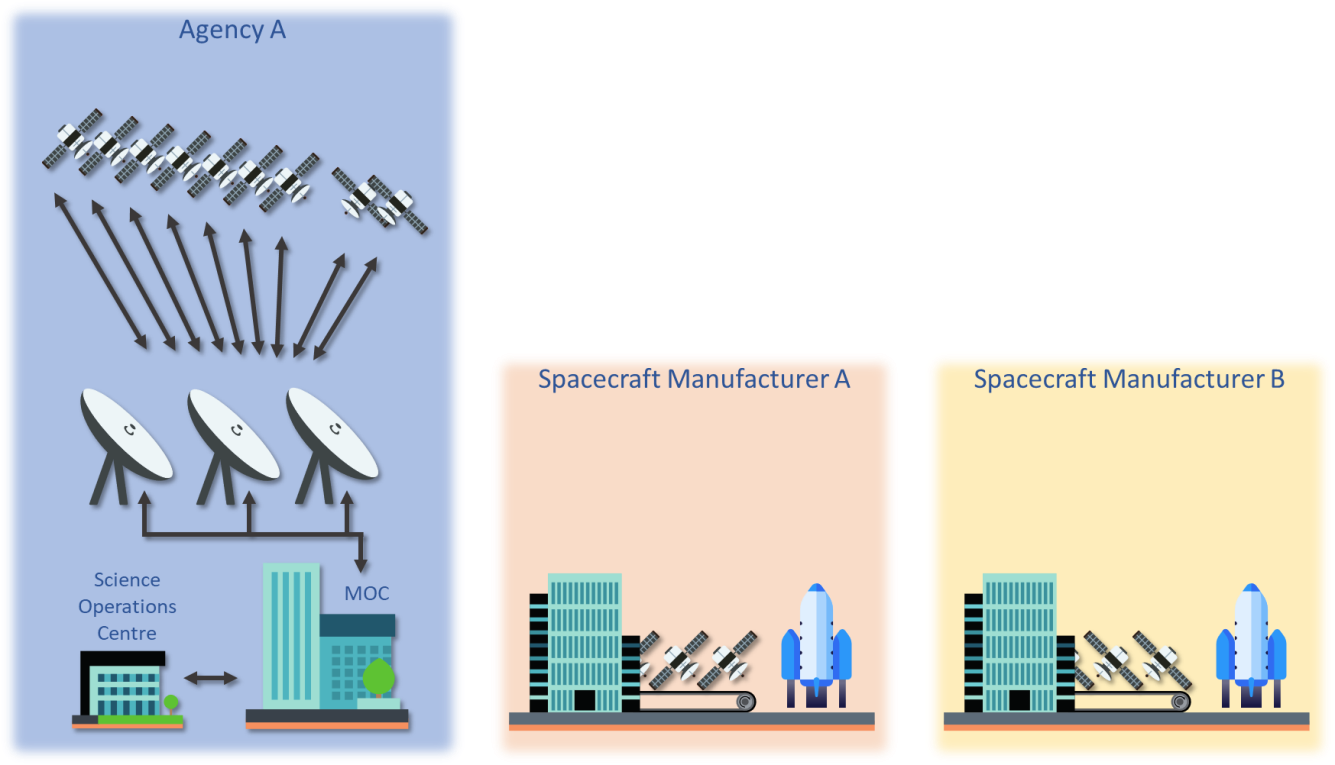 Agency A
Spacecraft Manufacturer A
Spacecraft Manufacturer B
Science
Operations
Centre
MOC